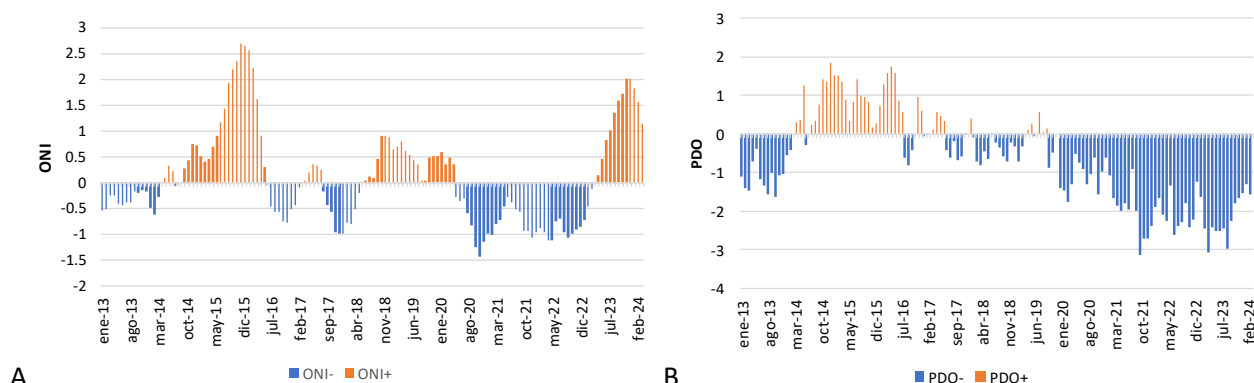 3
2.5
2
1.5
1
0.5
0
-0.5
-1
-1.5
ONI
ene-13
ago-13
mar-14
oct-14
may-15
dic-15
jul-16
feb-17
sep-17
abr-18
nov-18
jun-19
ene-20
ago-20
mar-21
oct-21
may-22
dic-22
jul-23
feb-24
ONI- ONI+
A
3
2
1
0
-1
-2
-3
-4
PDO
ene-13
ago-13
mar-14
oct-14
may-15
dic-15
jul-16
feb-17
sep-17
abr-18
nov-18
jun-19
ene-20
ago-20
mar-21
oct-21
may-22
dic-22
jul-23
feb-24
PDO- PDO+
B